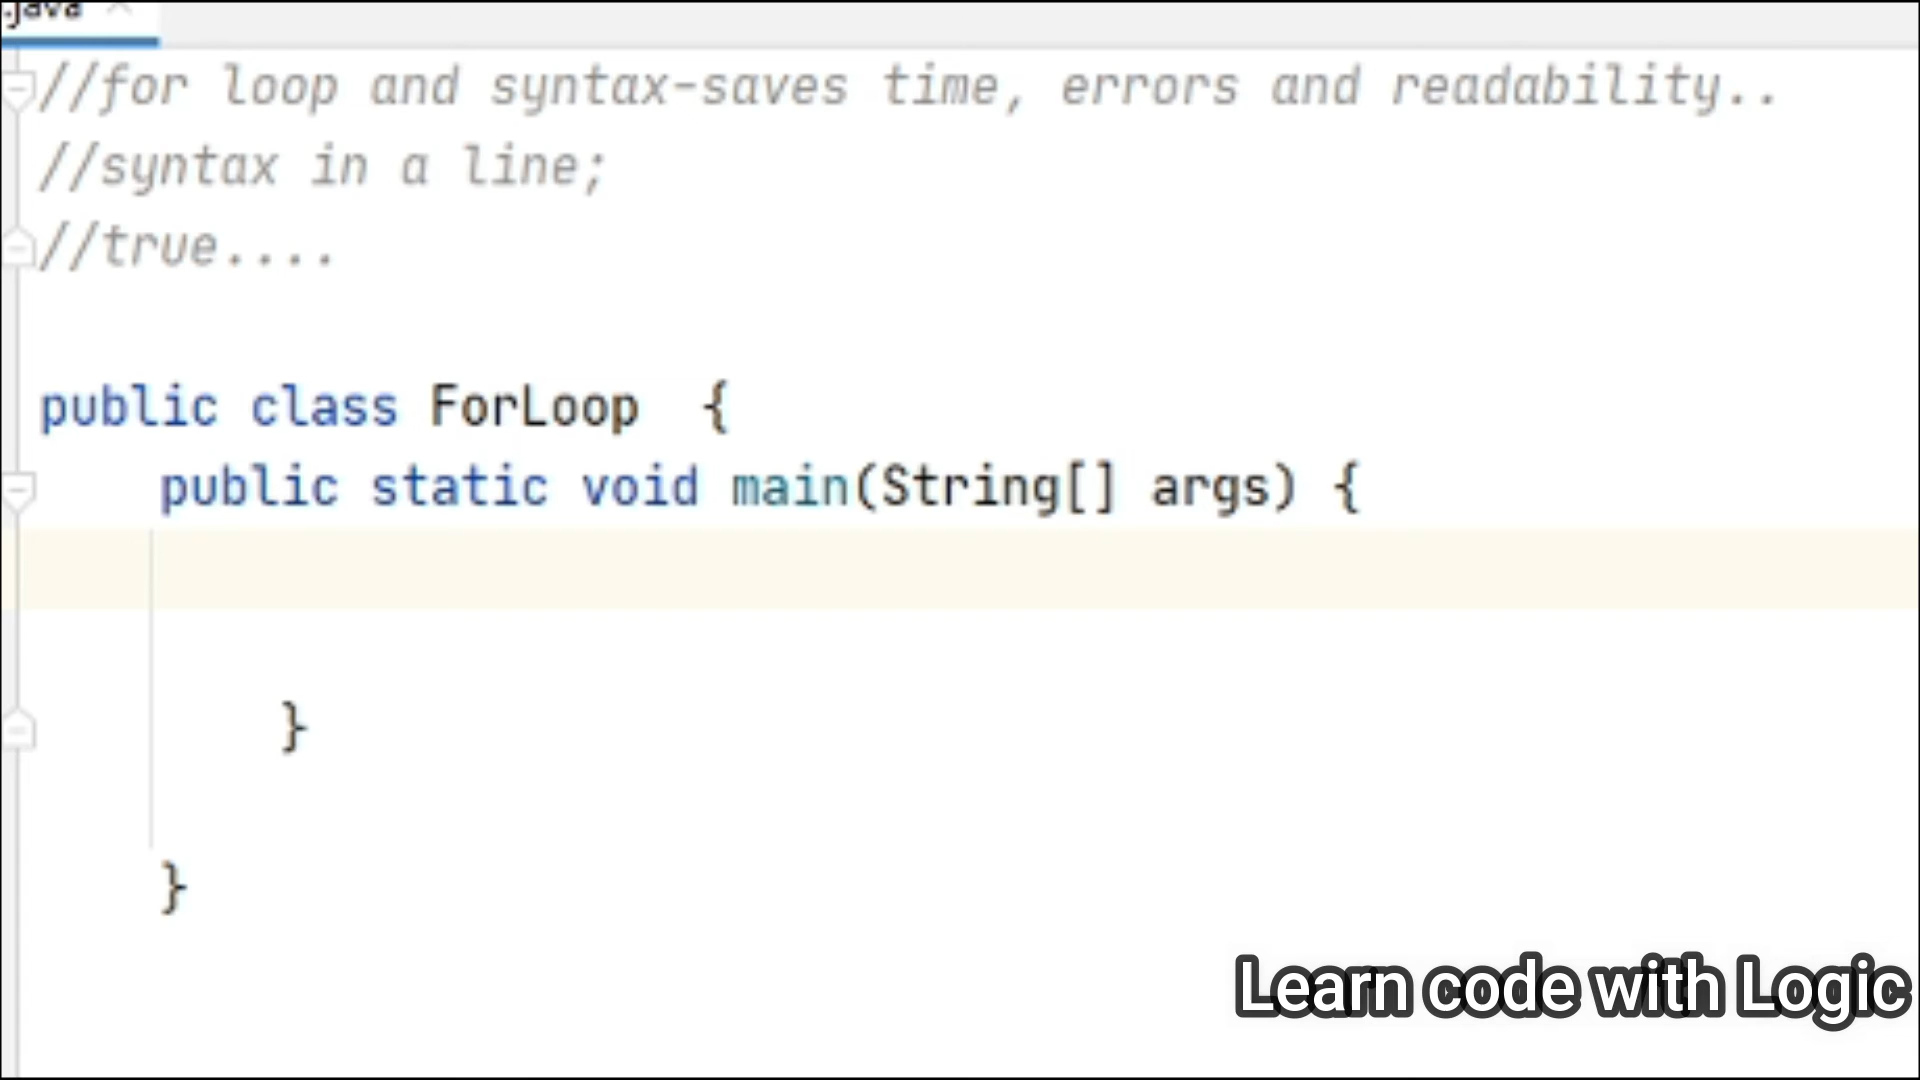 .java
//for loop and syntax-saves time, errors and readability..
//syntax in a line;
//true....
public class ForLoop  {
    public static void main(String[] args) {
        }
    }
Learn code with Logic